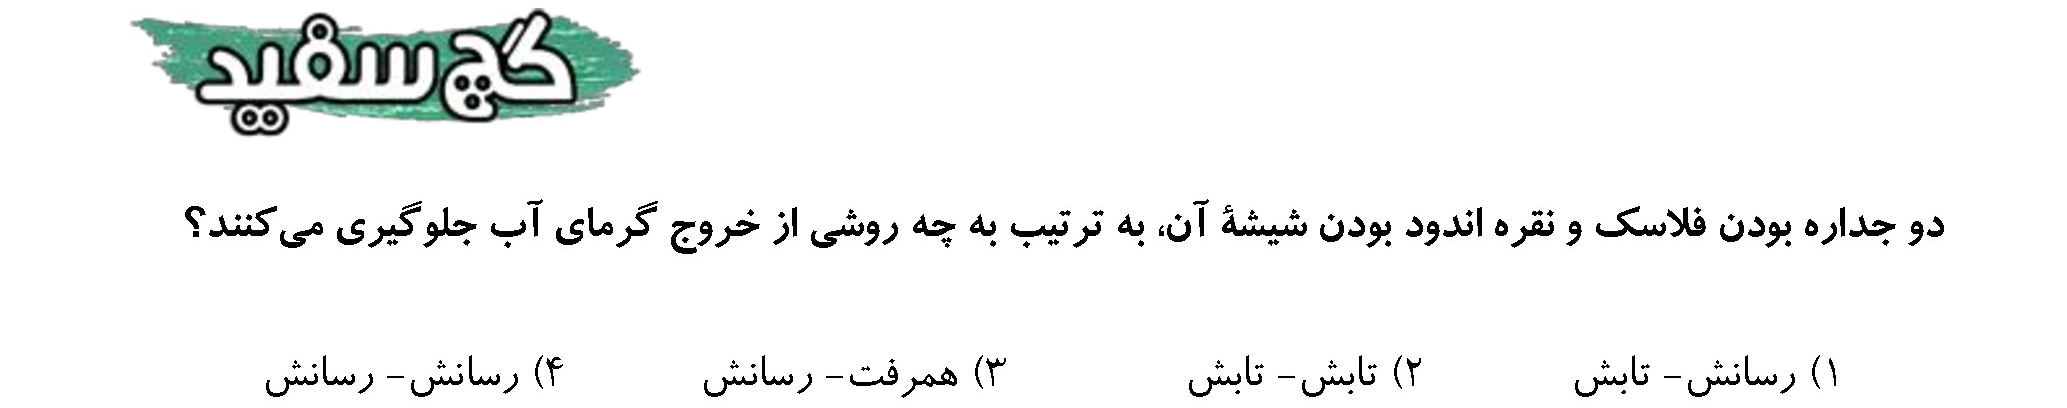 گچ سفید
دو جداره بودن فلاسک و نقره اندود بودن شیشهٔ آن، به ترتیب به چه روشی از خروج گرمای آب جلوگیری می‌کنند؟
۱) رسانش- تابش ۲) تابش- تابش ۳) همرفت- رسانش ۴) رسانش- رسانش